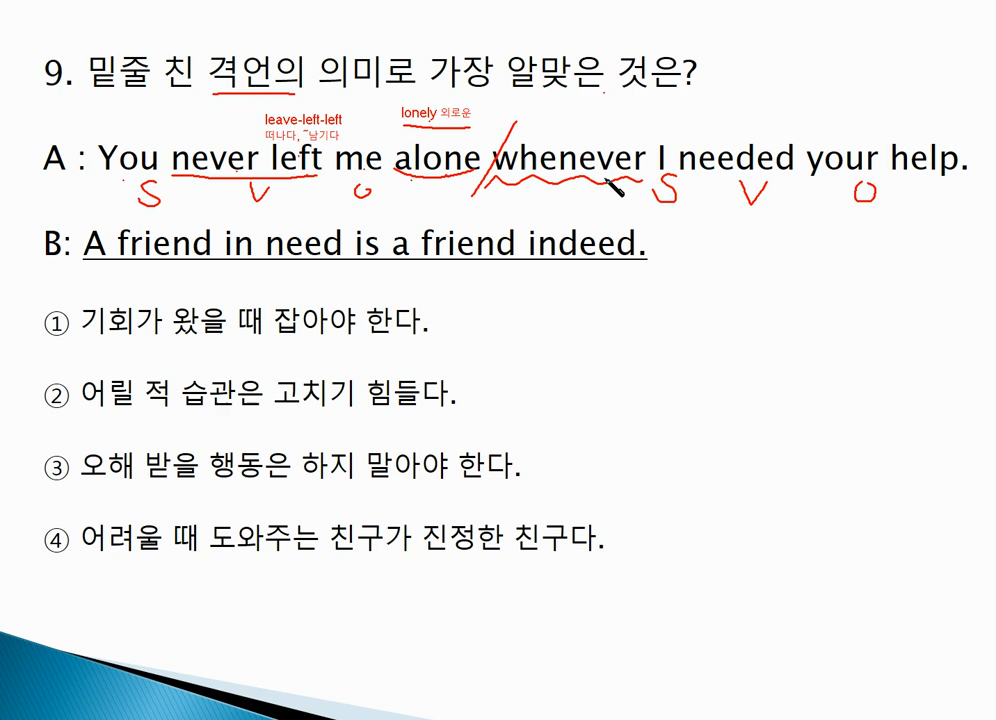 9. 밑줄 친 격언의 의미로 가장 알맞은 것은?
leave-left-left
떠나다, ~남기다
lonely 외로운
A : You never left me alone whenever I needed your help.
S V O S V O
B: A friend in need is a friend indeed.
① 기회가 왔을 때 잡아야 한다.
② 어릴 적 습관은 고치기 힘들다.
③ 오해 받을 행동은 하지 말아야 한다.
④ 어려울 때 도와주는 친구가 진정한 친구다.